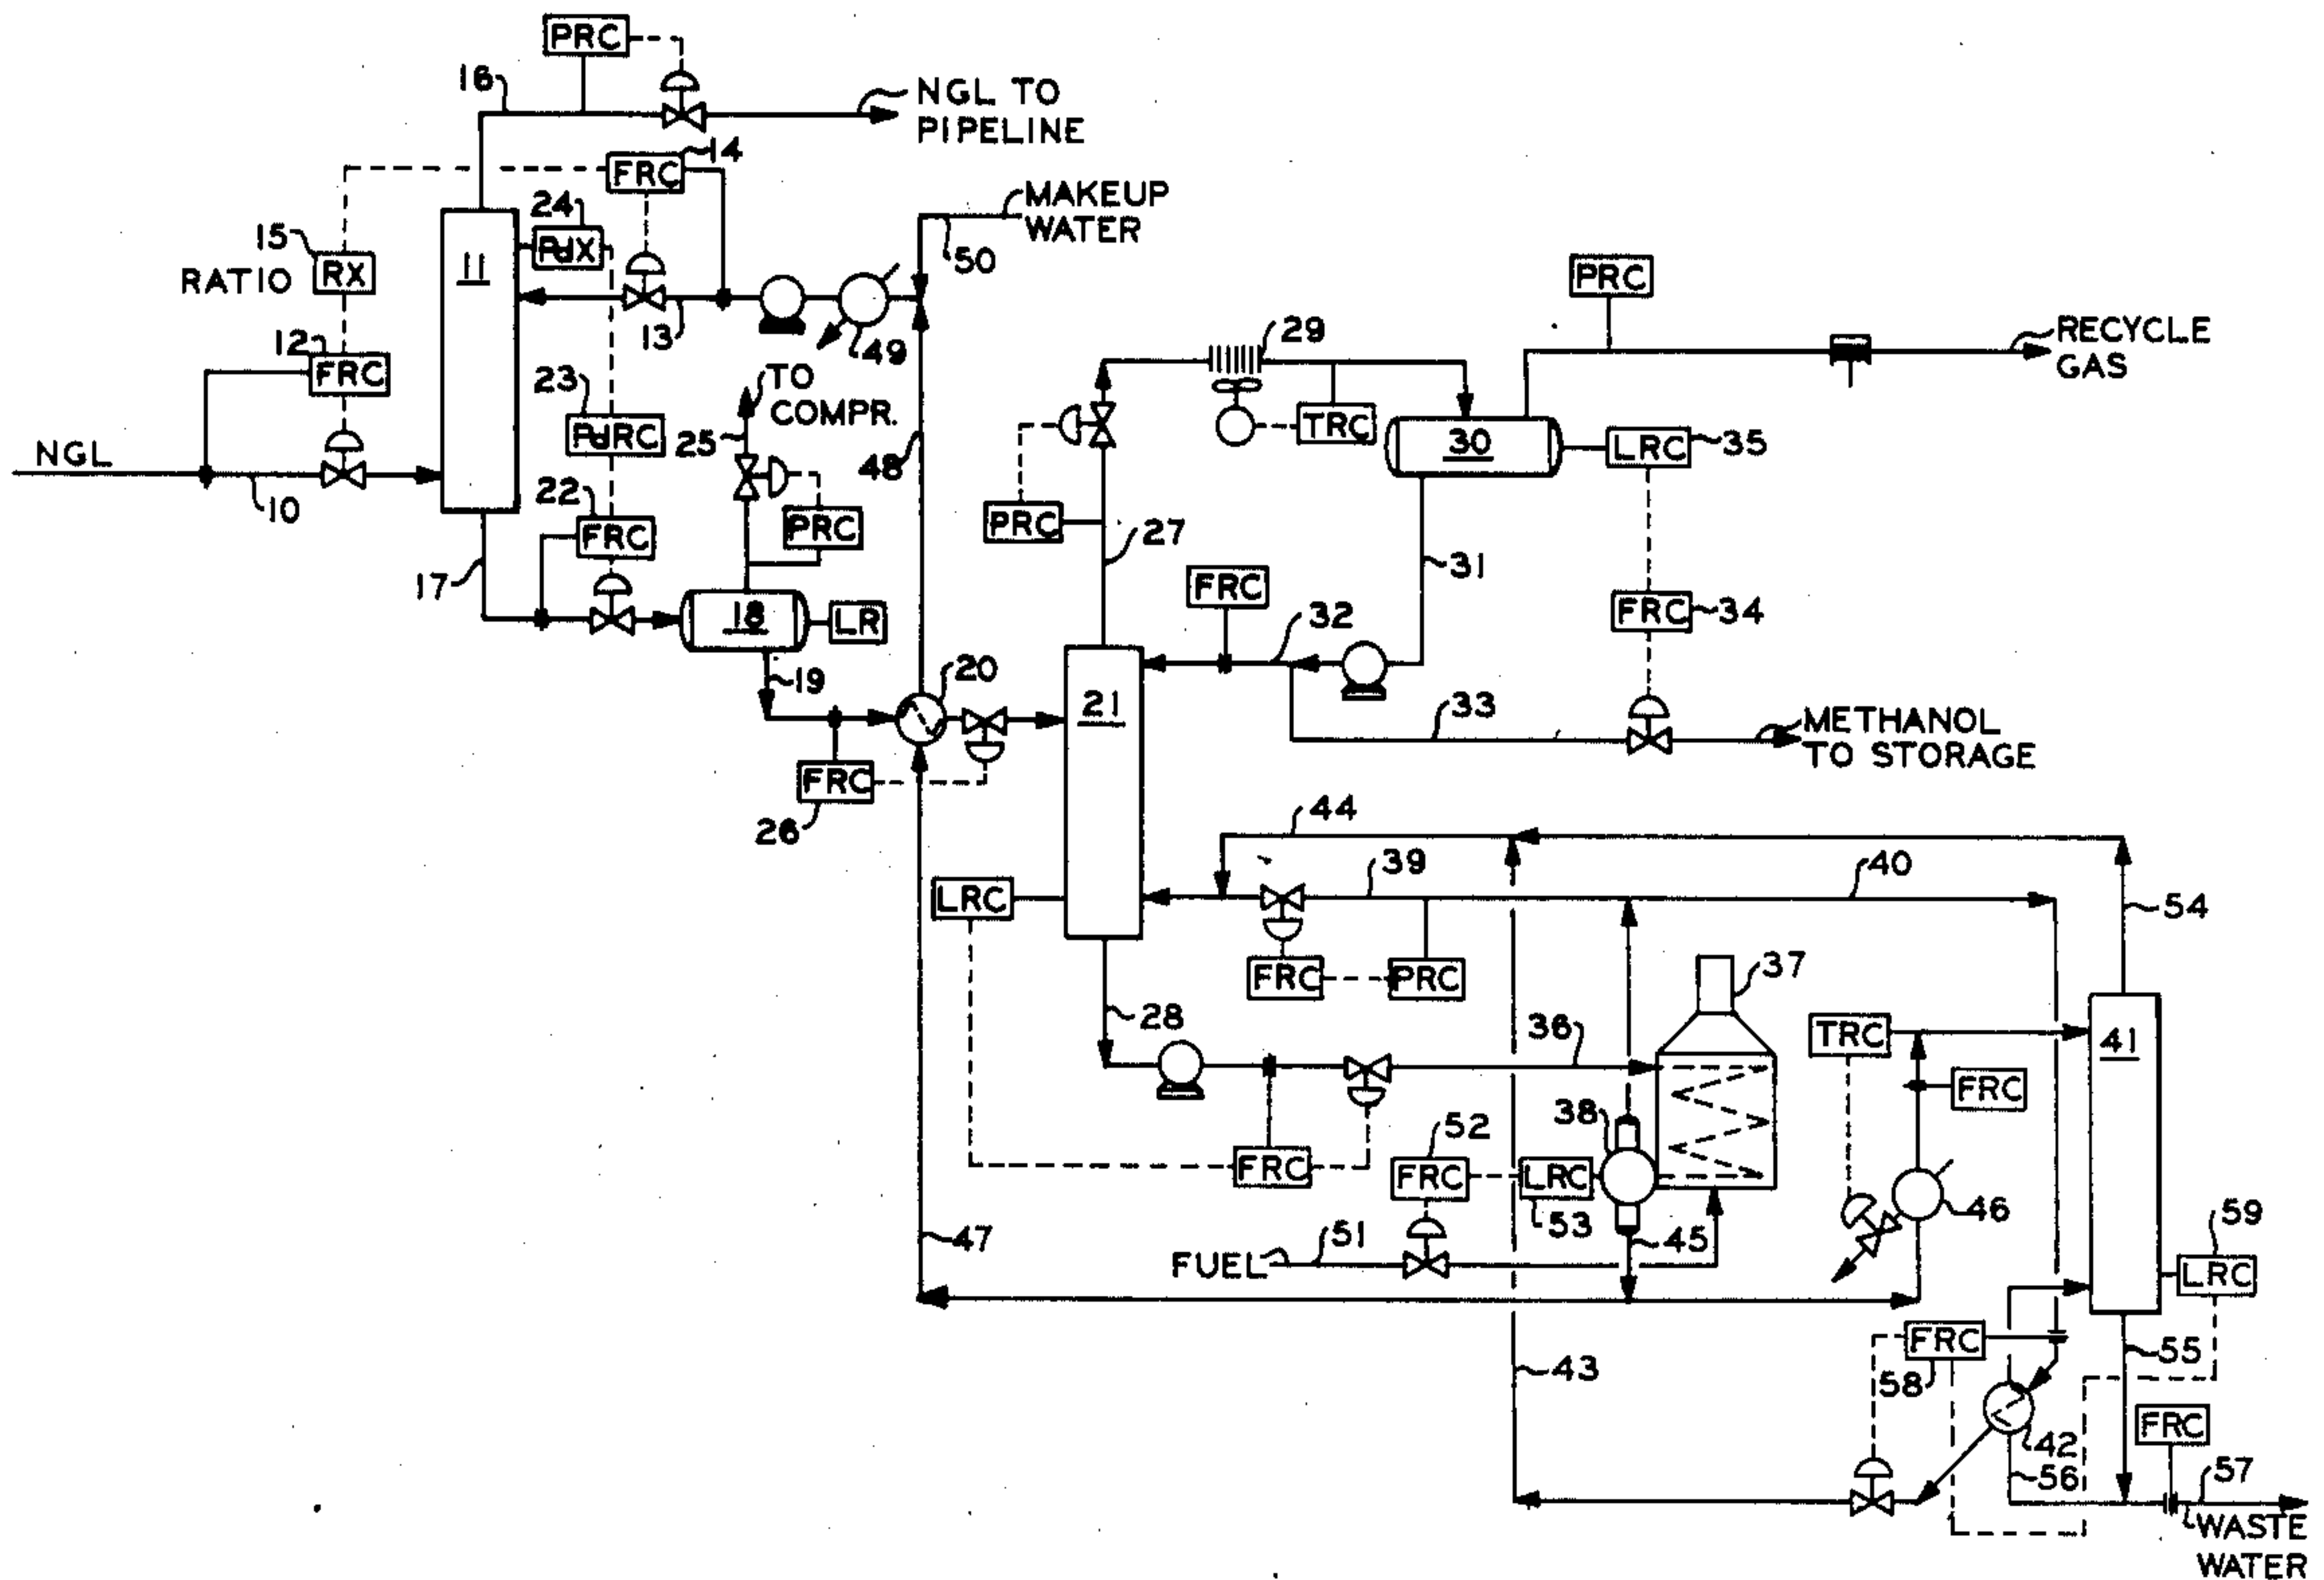 PRC
16
NGL TO
PIPELINE
14
FRC
MAKEUP
WATER
24
PdX
50
15
RATIO
RX
11
13
49
12
FRC
TO
COMPR.
23
PdRC
25
48
NGL
10
22
FRC
PRC
17
18
LR
19
20
FRC
26
29
PRC
RECYCLE
GAS
TRC
30
LRC
35
PRC
27
31
FRC
32
FRC
34
21
33
METHANOL
TO STORAGE
44
39
40
LRC
54
FRC
PRC
37
28
36
TRC
41
FRC
38
52
FRC
FRC
LRC
53
46
59
47
51
45
FUEL
LRC
FRC
55
43
58
42
FRC
56
57
WASTE
WATER